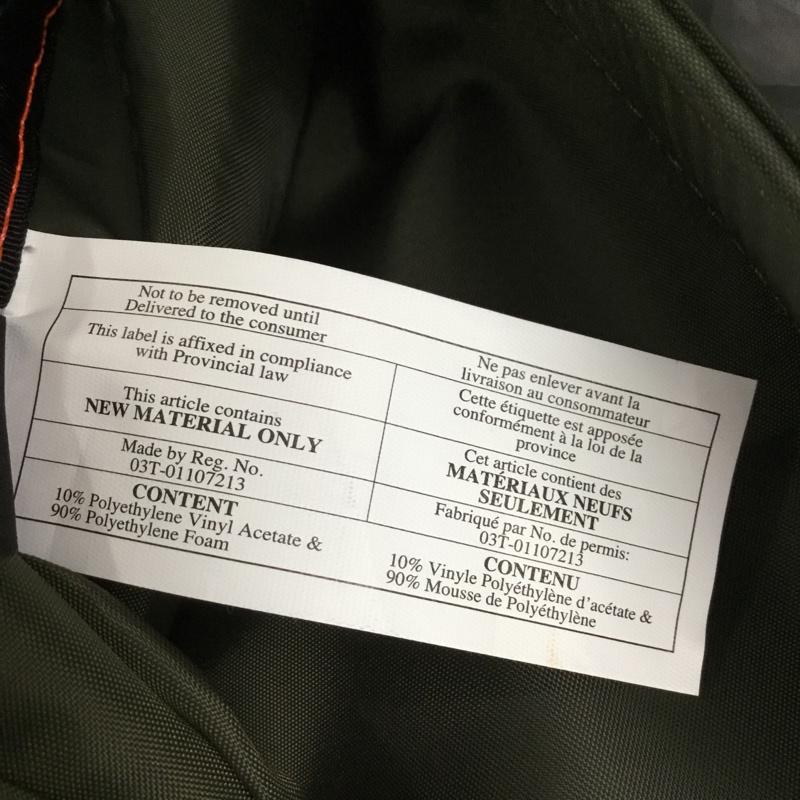 Not to be removed until
Delivered to the consumer
This label is affixed in compliance
with Provincial law
This article contains
NEW MATERIAL ONLY
Made by Reg. No.
03T-01107213
CONTENT
10% Polyethylene Vinyl Acetate &
90% Polyethylene Foam
Ne pas enlever avant la
livraison au consommateur
Cette étiquette est apposée
conformément à la loi de la
province
Cet article contient des
MATÉRIAUX NEUFS
SEULEMENT
Fabriqué par No. de permis:
03T-01107213
CONTENU
10% Vinyle Polyéthylène d'acétate &
90% Mousse de Polyéthylène